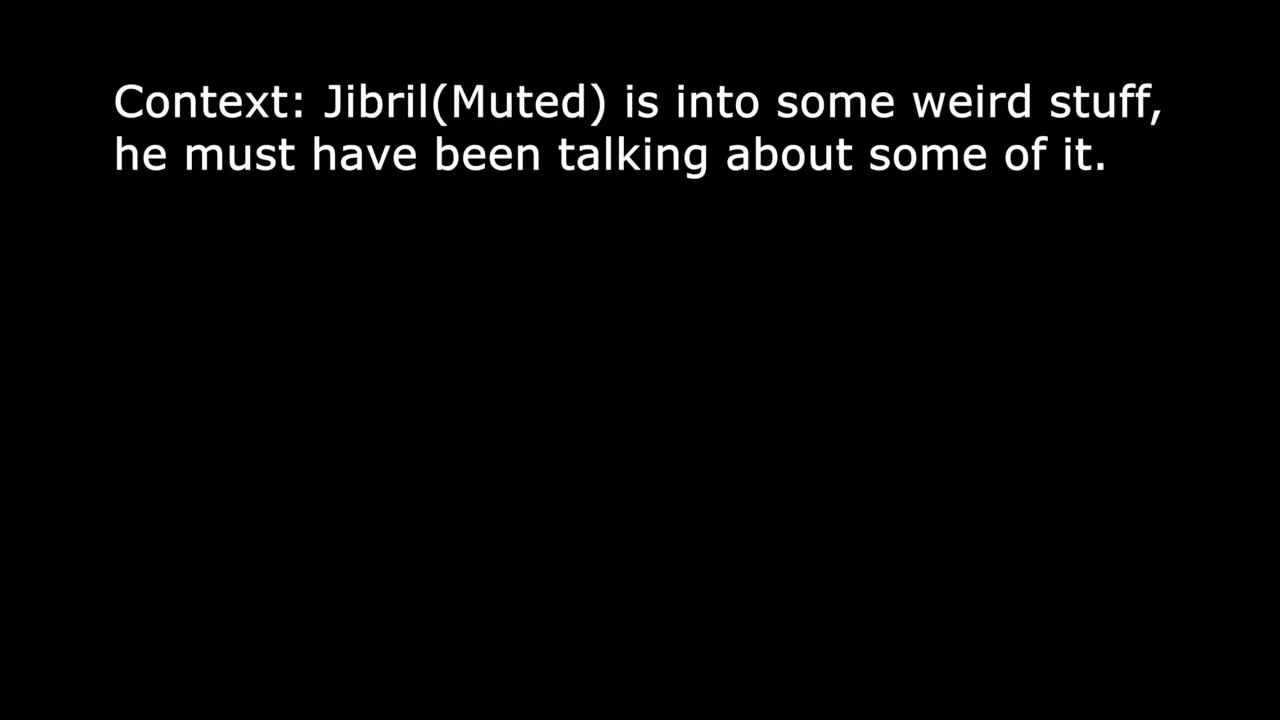 Context: Jibril(Muted) is into some weird stuff,
he must have been talking about some of it.